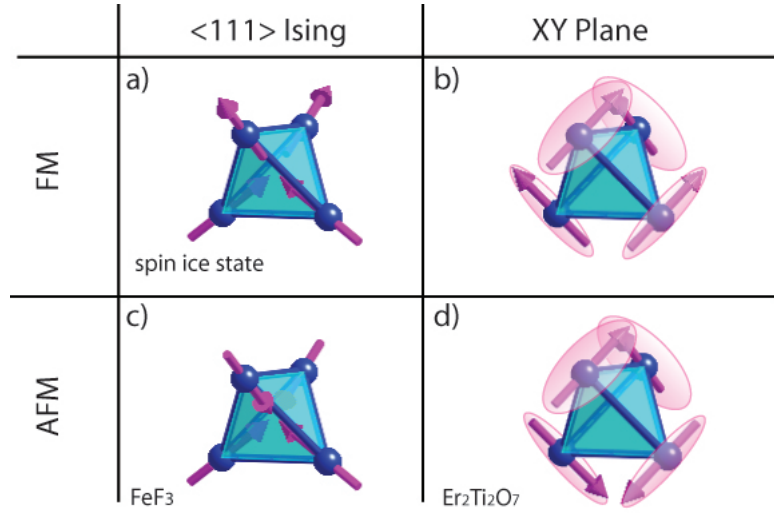 <111> Ising
XY Plane
FM
a)
b)
spin ice state
AFM
c)
d)
FeF₃
Er₂Ti₂O₇